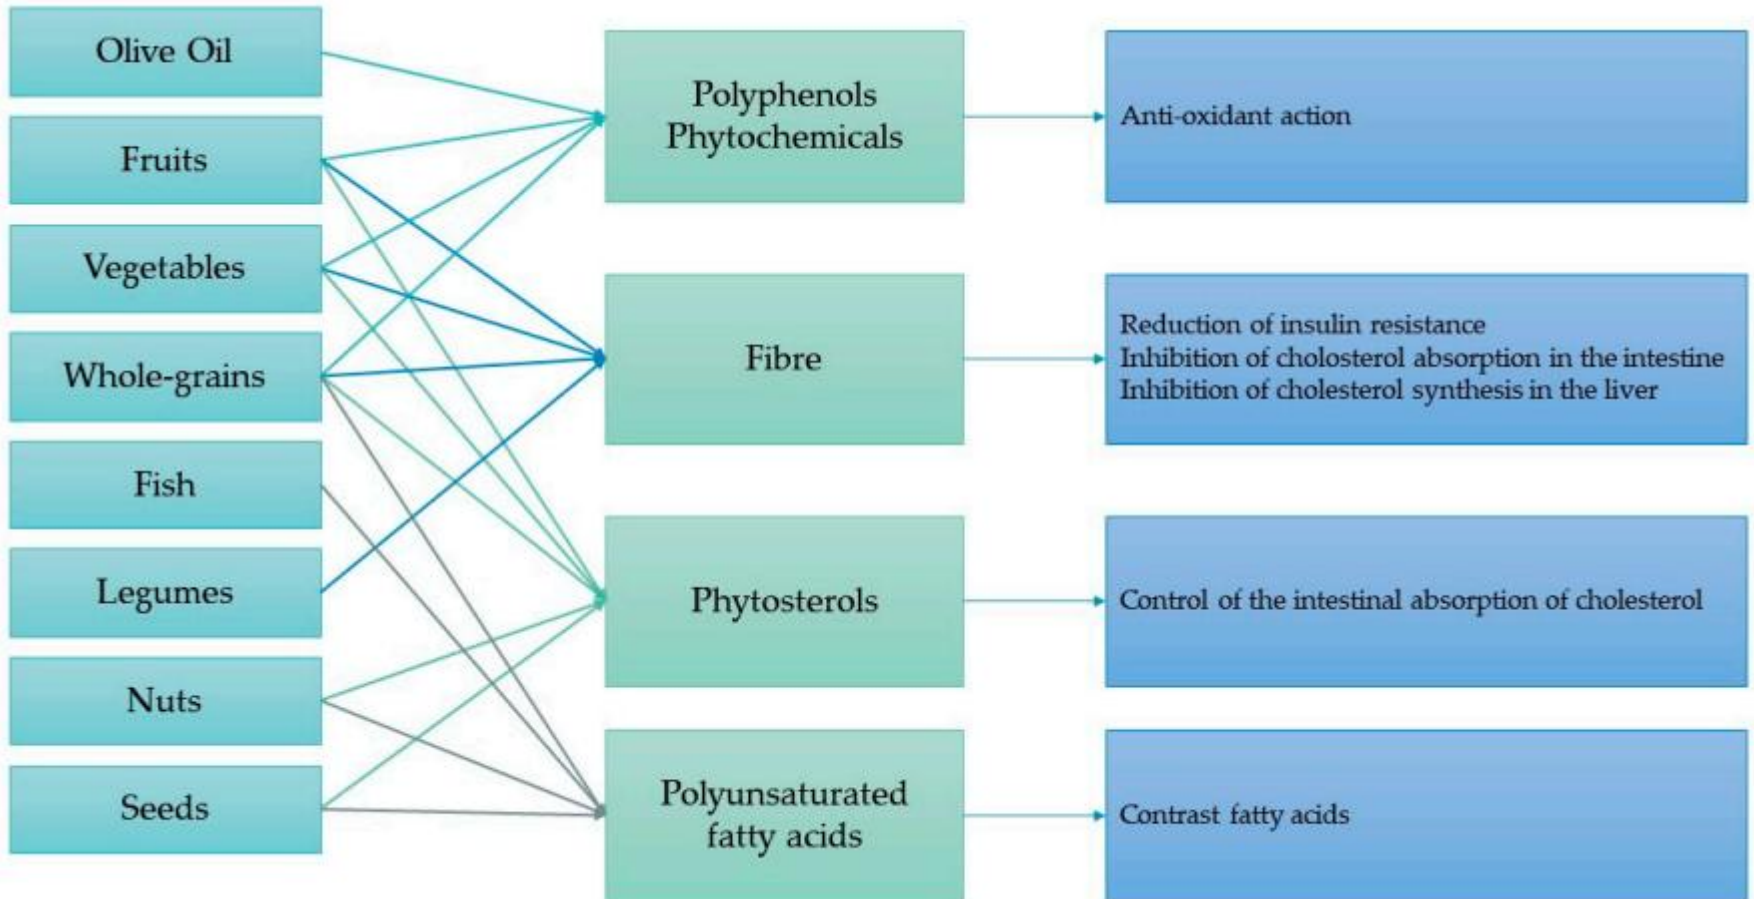 Olive Oil
Fruits
Vegetables
Whole-grains
Fish
Legumes
Nuts
Seeds
Polyphenols
Phytochemicals
Fibre
Phytosterols
Polyunsaturated
fatty acids
Anti-oxidant action
Reduction of insulin resistance
Inhibition of cholosterol absorption in the intestine
Inhibition of cholesterol synthesis in the liver
Control of the intestinal absorption of cholesterol
Contrast fatty acids